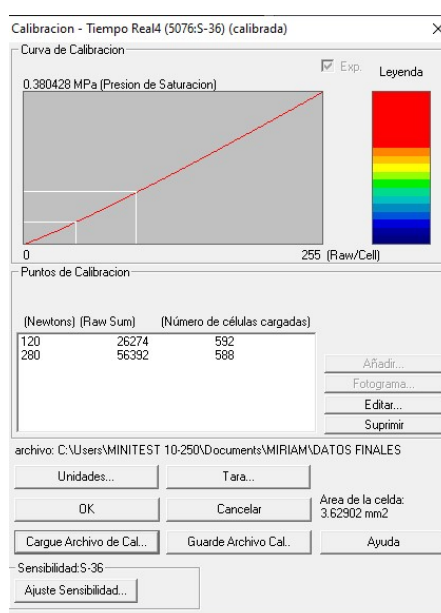 Calibracion - Tiempo Real4 (5076:S-36) (calibrada)
Curva de Calibracion
Exp.
Leyenda
0.380428 MPa (Presion de Saturacion)
0 255 (Raw/Cell)
Puntos de Calibracion
(Newtons) (Raw Sum) (Número de células cargadas)
120 26274 592
280 56392 588
Añadir...
Fotograma...
Editar...
Suprimir
archivo: C:\Users\MINITEST 10-250\Documents\MIRIAM\DATOS FINALES
Unidades... Tara...
OK Cancelar
Area de la celda:
3.62902 mm2
Cargue Archivo de Cal... Guarde Archivo Cal.. Ayuda
Sensibilidad:S-36
Ajuste Sensibilidad...